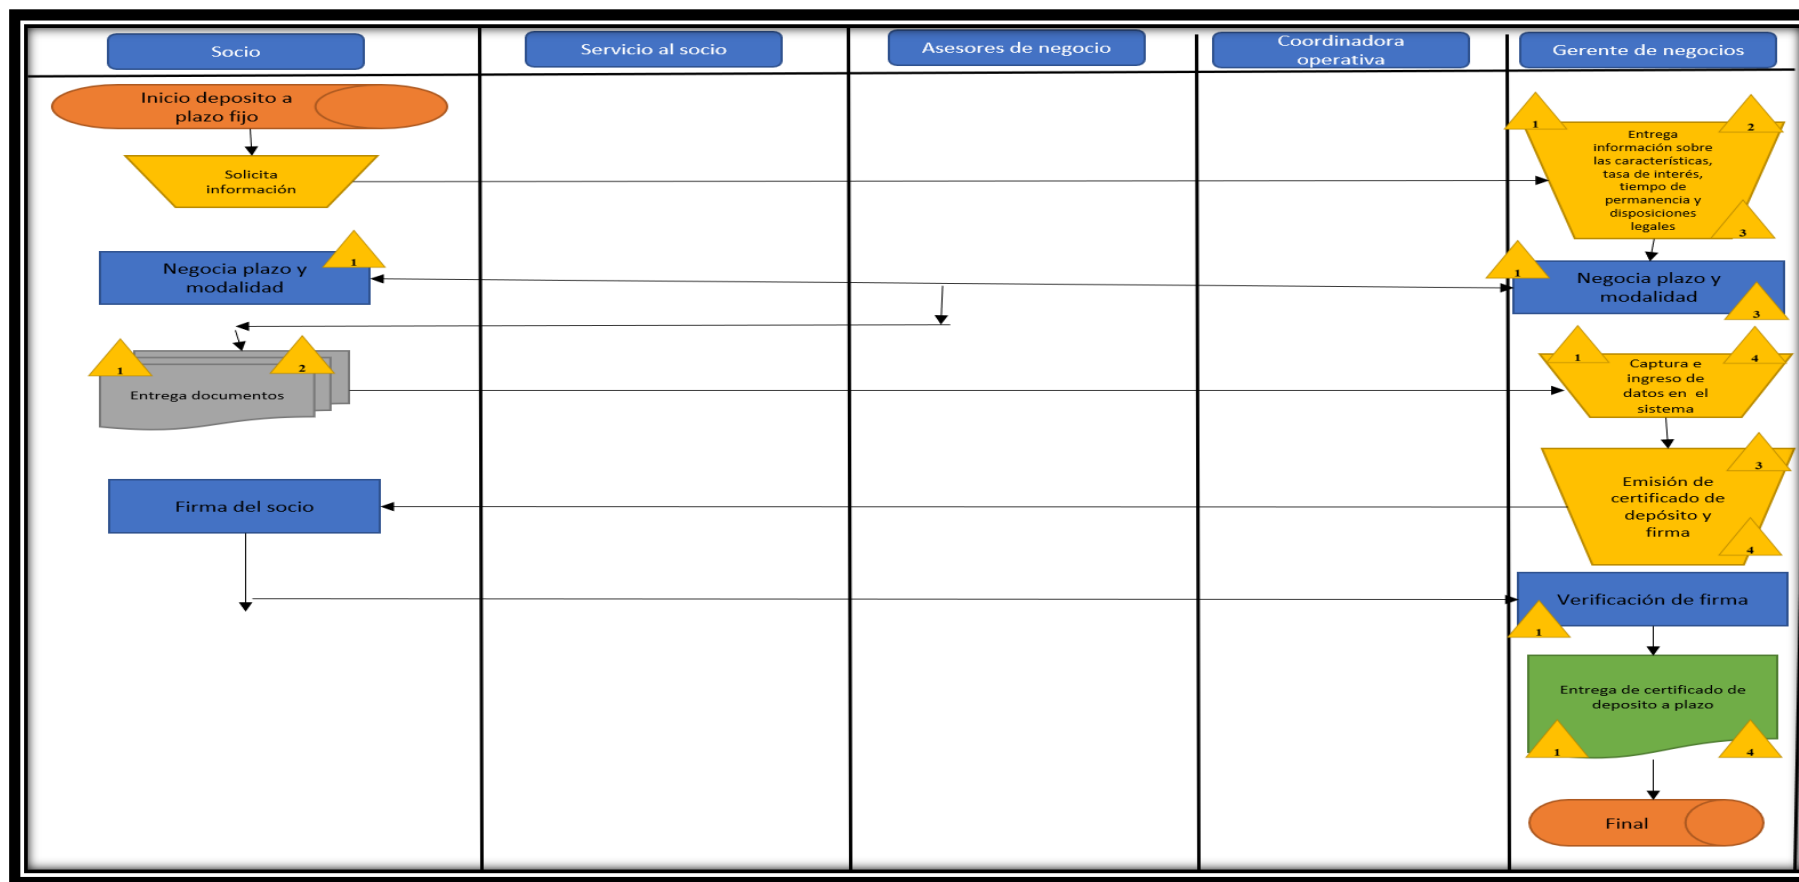 Socio
Servicio al socio
Asesores de negocio
Coordinadora
operativa
Gerente de negocios
Inicio deposito a
plazo fijo
1
2
Entrega
información sobre
las características,
tasa de interés,
tiempo de
permanencia y
disposiciones
legales
3
Solicita
información
1
Negocia plazo y
modalidad
1
Negocia plazo y
modalidad
3
1
2
Entrega documentos
1
4
Captura e
ingreso de
datos en el
sistema
3
Emisión de
certificado de
depósito y
firma
4
Firma del socio
Verificación de firma
1
Entrega de certificado de
deposito a plazo
1
4
Final